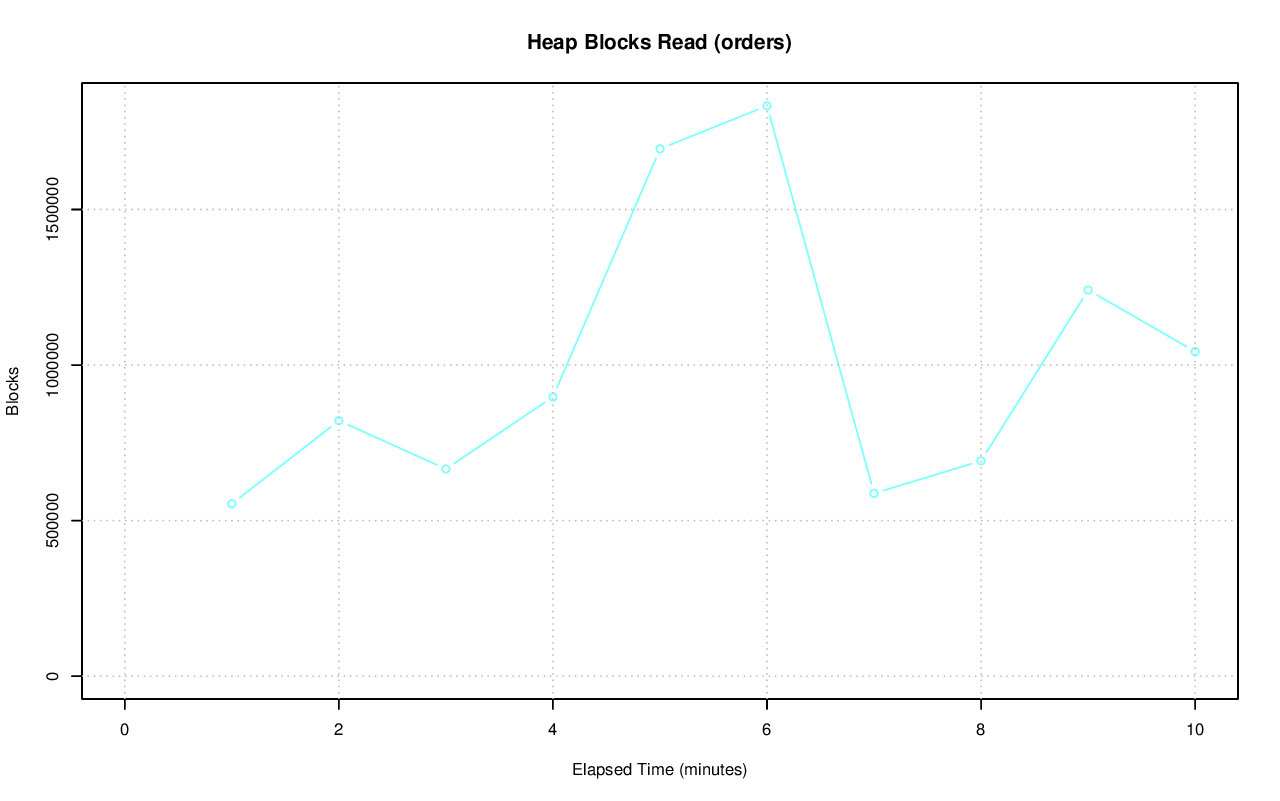 Heap Blocks Read (orders)
Blocks
1500000
1000000
500000
0
0 2 4 6 8 10
Elapsed Time (minutes)